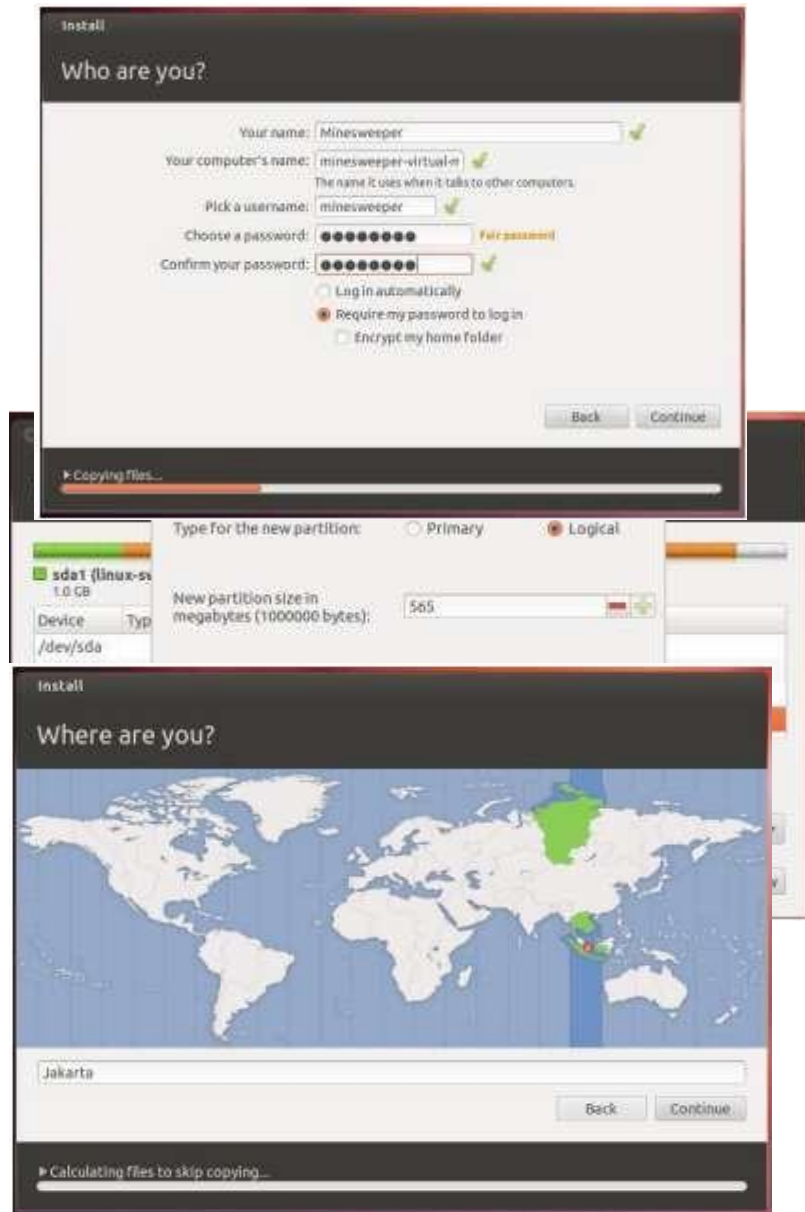 Install
Who are you?
Your name: Minesweeper
Your computer's name: minesweeper-virtual-m
The name it uses when it talks to other computers.
Pick a username: minesweeper
Choose a password: Fair password
Confirm your password:
Log in automatically
Require my password to log in
Encrypt my home folder
Back Continue
Copying files...
Type for the new partition: Primary Logical
sda1 (linux-sw
1.0 GB
New partition size in
megabytes (1000000 bytes): 565
Device Typ
/dev/sda
Install
Where are you?
Jakarta
Back Continue
Calculating files to skip copying...